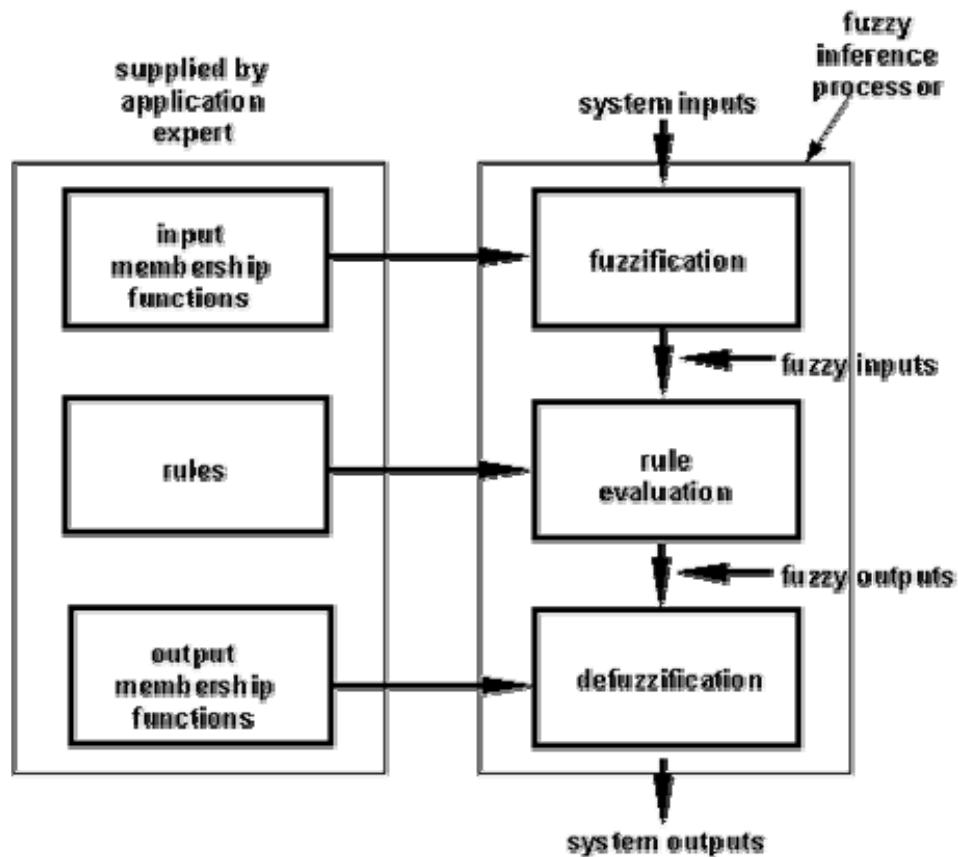 fuzzy
inference
processor
supplied by
application
expert
system inputs
input
membership
functions
fuzzification
fuzzy inputs
rules
rule
evaluation
fuzzy outputs
output
membership
functions
defuzzification
system outputs